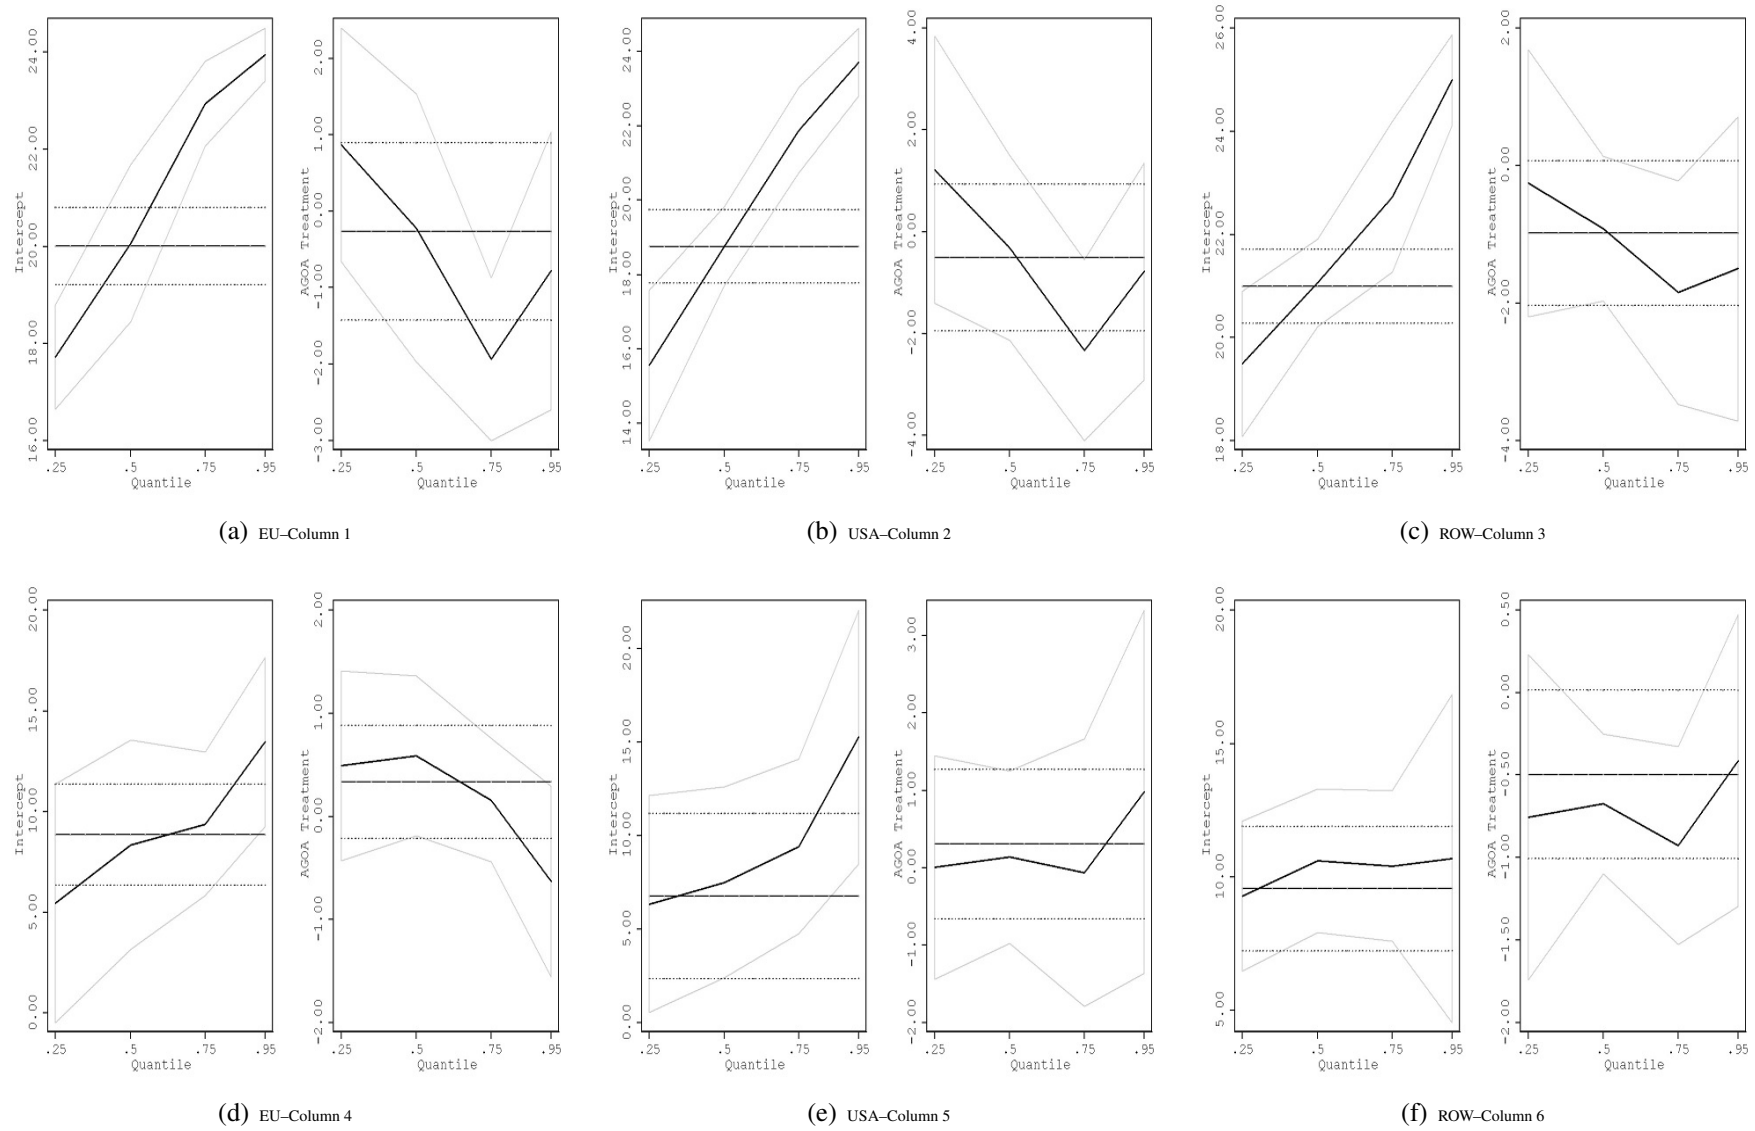 Intercept
16.00 18.00 20.00 22.00 24.00
.25 .5 .75 .95
Quantile
AGOA Treatment
-3.00 -2.00 -1.00 0.00 1.00 2.00
.25 .5 .75 .95
Quantile
(a) EU–Column 1
Intercept
14.00 16.00 18.00 20.00 22.00 24.00
.25 .5 .75 .95
Quantile
AGOA Treatment
-4.00 -2.00 0.00 2.00 4.00
.25 .5 .75 .95
Quantile
(b) USA–Column 2
Intercept
18.00 20.00 22.00 24.00 26.00
.25 .5 .75 .95
Quantile
AGOA Treatment
-4.00 -2.00 0.00 2.00
.25 .5 .75 .95
Quantile
(c) ROW–Column 3
Intercept
0.00 5.00 10.00 15.00 20.00
.25 .5 .75 .95
Quantile
AGOA Treatment
-2.00 -1.00 0.00 1.00 2.00
.25 .5 .75 .95
Quantile
(d) EU–Column 4
Intercept
0.00 5.00 10.00 15.00 20.00
.25 .5 .75 .95
Quantile
AGOA Treatment
-2.00 -1.00 0.00 1.00 2.00 3.00
.25 .5 .75 .95
Quantile
(e) USA–Column 5
Intercept
5.00 10.00 15.00 20.00
.25 .5 .75 .95
Quantile
AGOA Treatment
-2.00 -1.50 -1.00 -0.50 0.00 0.50
.25 .5 .75 .95
Quantile
(f) ROW–Column 6